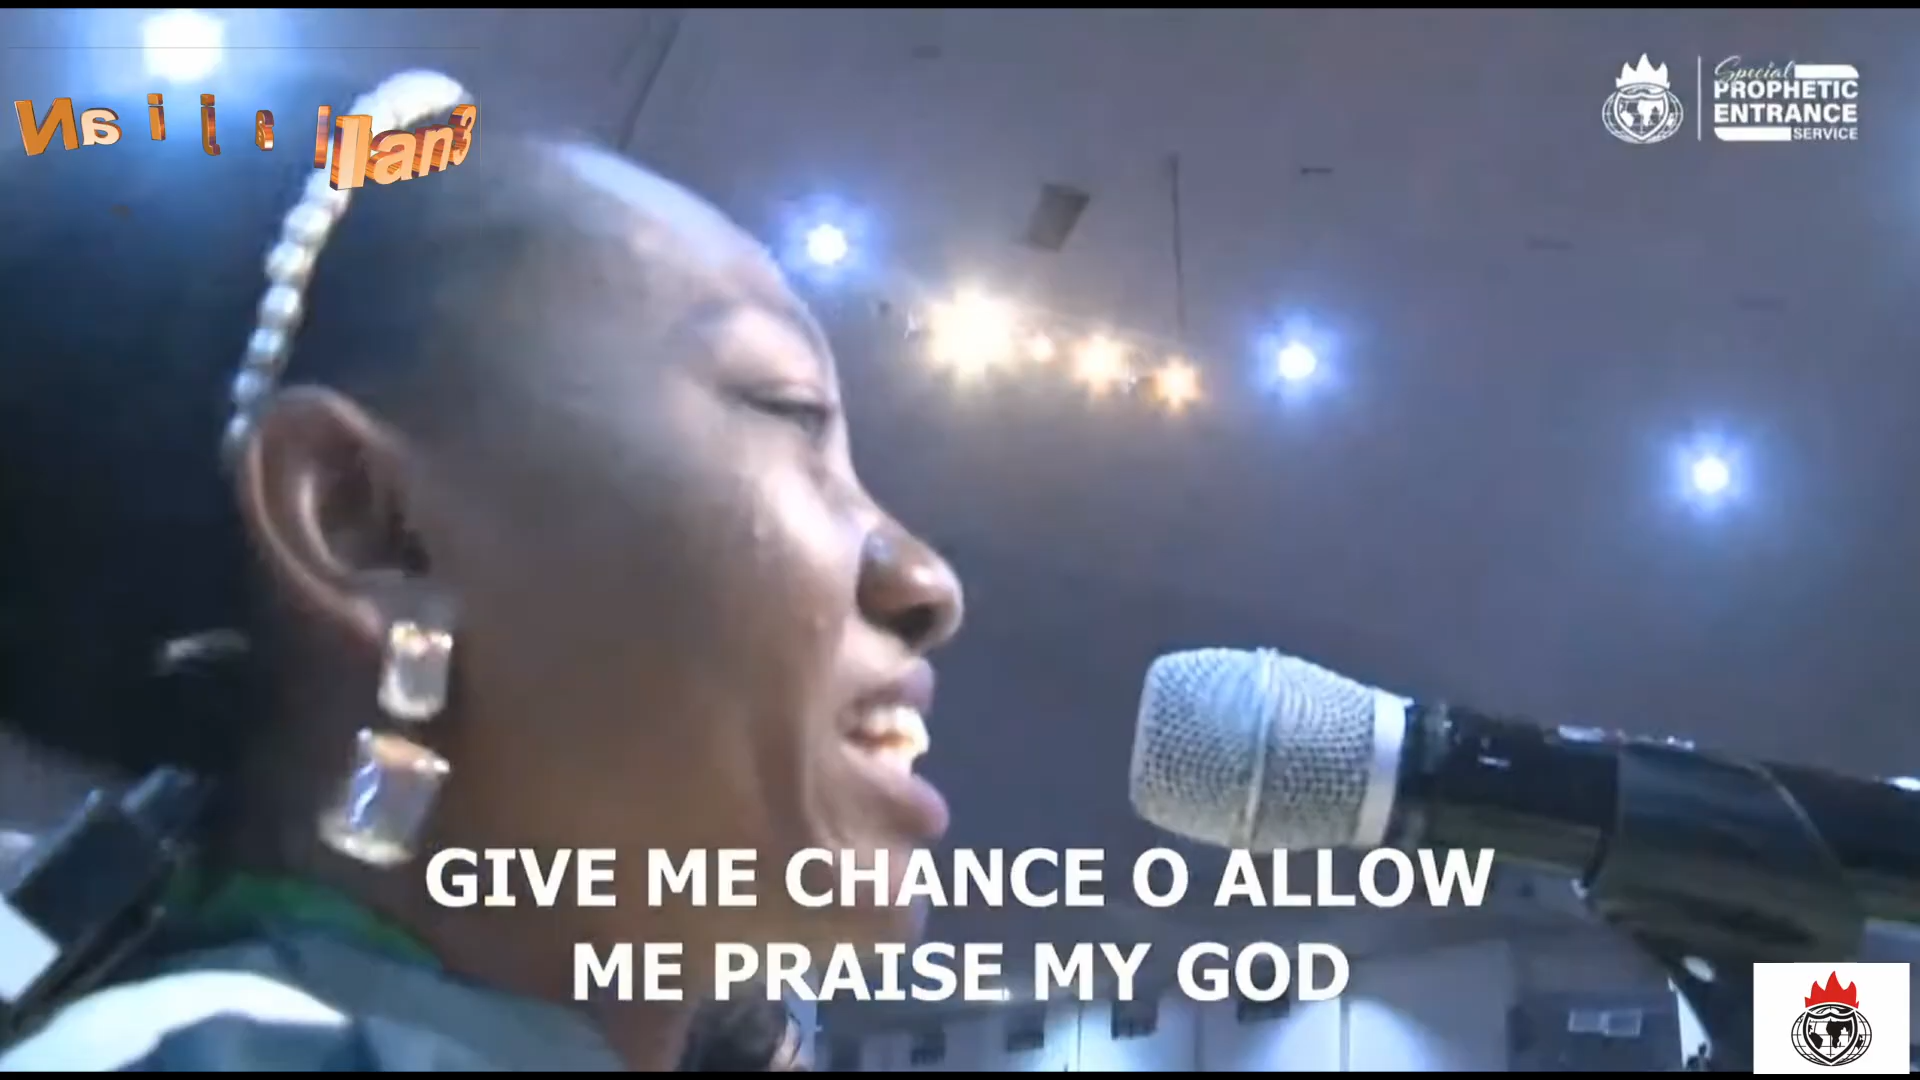 Special
PROPHETIC
ENTRANCE
SERVICE
GIVE ME CHANCE O ALLOW
ME PRAISE MY GOD